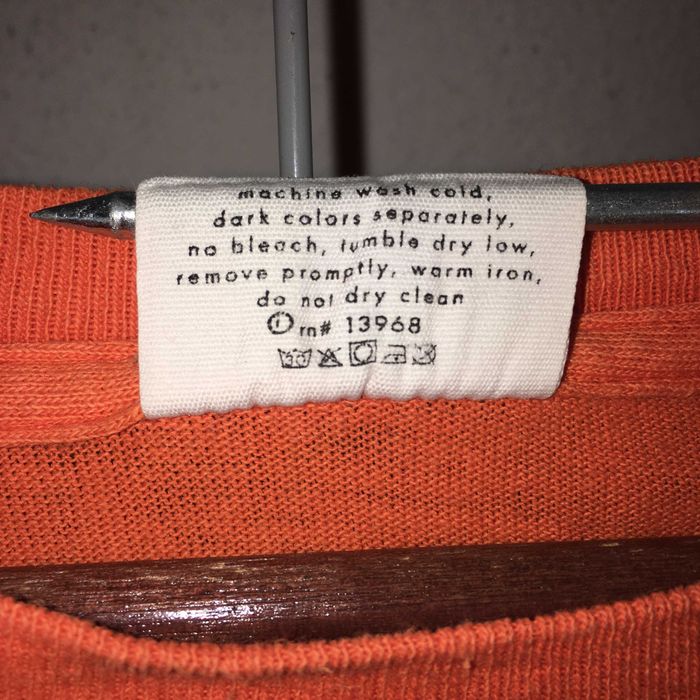 machine wash cold,
dark colors separately,
no bleach, tumble dry low,
remove promptly, warm iron,
do not dry clean
i rn# 13968
30